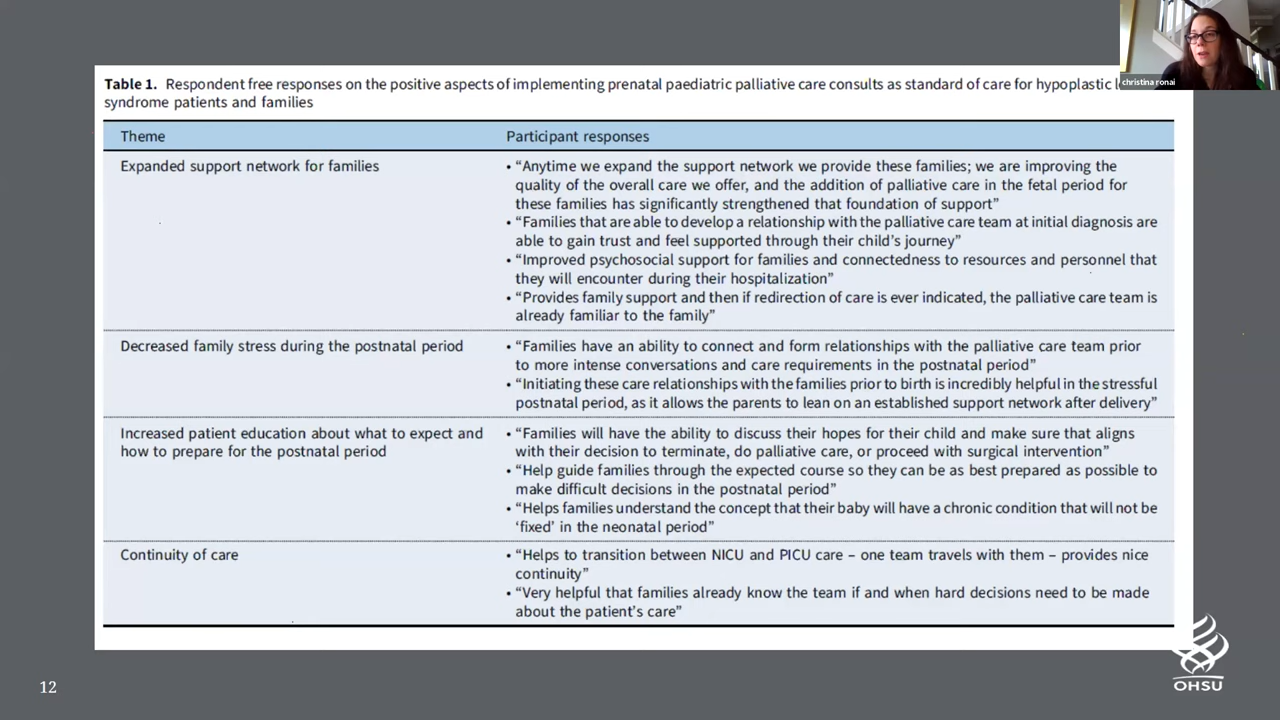 christina ronai
Table 1. Respondent free responses on the positive aspects of implementing prenatal paediatric palliative care consults as standard of care for hypoplastic
syndrome patients and families
Theme
Participant responses
Expanded support network for families
• “Anytime we expand the support network we provide these families; we are improving the
quality of the overall care we offer, and the addition of palliative care in the fetal period for
these families has significantly strengthened that foundation of support”
• “Families that are able to develop a relationship with the palliative care team at initial diagnosis are
able to gain trust and feel supported through their child’s journey”
• “Improved psychosocial support for families and connectedness to resources and personnel that
they will encounter during their hospitalization”
• “Provides family support and then if redirection of care is ever indicated, the palliative care team is
already familiar to the family”
Decreased family stress during the postnatal period
• “Families have an ability to connect and form relationships with the palliative care team prior
to more intense conversations and care requirements in the postnatal period”
• “Initiating these care relationships with the families prior to birth is incredibly helpful in the stressful
postnatal period, as it allows the parents to lean on an established support network after delivery”
Increased patient education about what to expect and
how to prepare for the postnatal period
• “Families will have the ability to discuss their hopes for their child and make sure that aligns
with their decision to terminate, do palliative care, or proceed with surgical intervention”
• “Help guide families through the expected course so they can be as best prepared as possible to
make difficult decisions in the postnatal period”
• “Helps families understand the concept that their baby will have a chronic condition that will not be
‘fixed’ in the neonatal period”
Continuity of care
• “Helps to transition between NICU and PICU care – one team travels with them – provides nice
continuity”
• “Very helpful that families already know the team if and when hard decisions need to be made
about the patient’s care”
12
OHSU